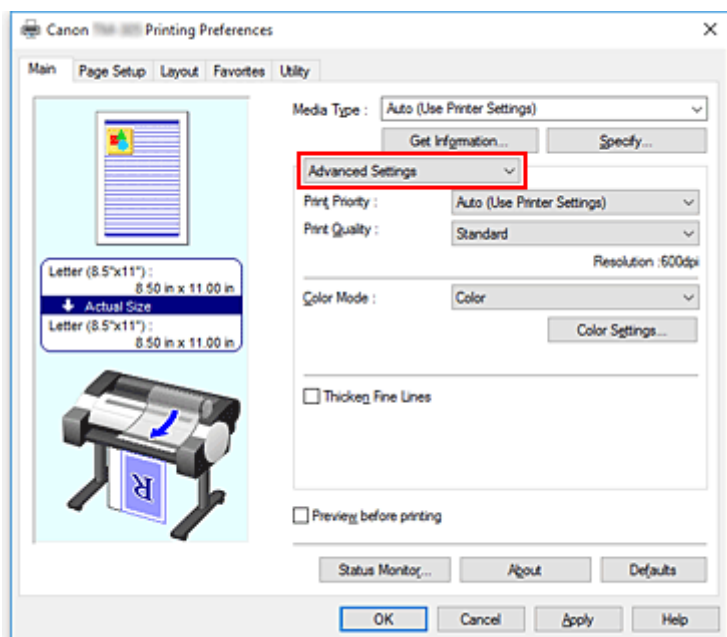 Canon Printing Preferences
Main Page Setup Layout Favorites Utility
Media Type : Auto (Use Printer Settings)
Get Information... Specify...
Advanced Settings
Print Priority : Auto (Use Printer Settings)
Print Quality : Standard
Resolution :600dpi
Letter (8.5"x11") :
8.50 in x 11.00 in
Actual Size
Letter (8.5"x11") :
8.50 in x 11.00 in
Color Mode : Color
Color Settings...
Thicken Fine Lines
R
Preview before printing
Status Monitor... About Defaults
OK Cancel Apply Help